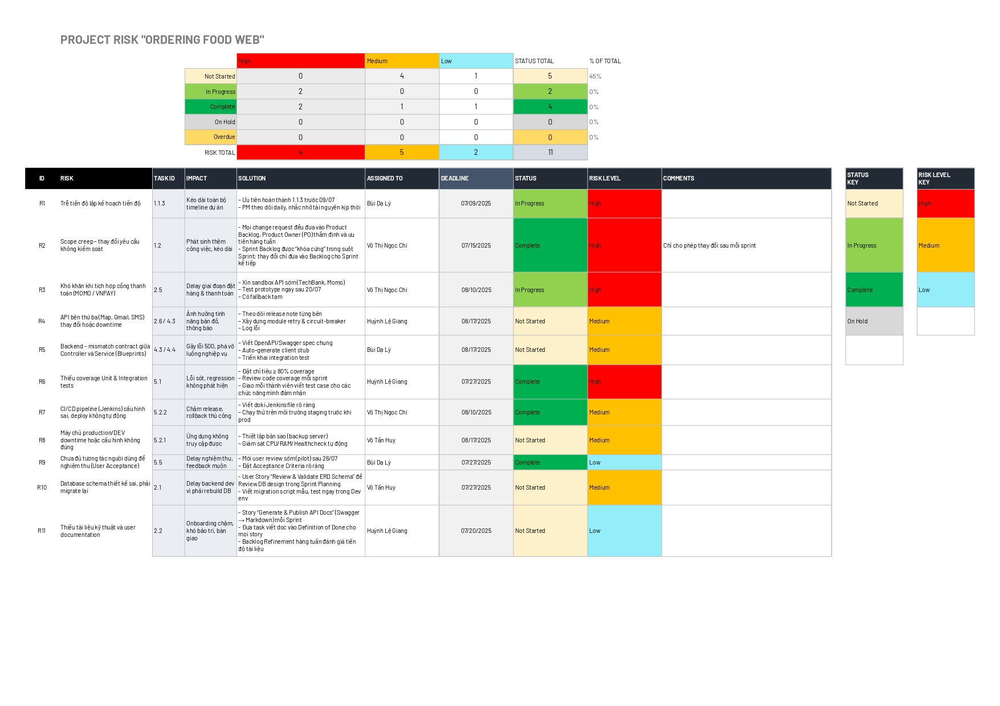 PROJECT RISK "ORDERING FOOD WEB"
High Medium Low STATUS TOTAL % OF TOTAL
Not Started 0 4 1 5 45%
In Progress 2 0 0 2 0%
Complete 2 1 1 4 0%
On Hold 0 0 0 0 0%
Overdue 0 0 0 0 0%
RISK TOTAL 4 5 2 11
ID RISK TASK ID IMPACT SOLUTION ASSIGNED TO DEADLINE STATUS RISK LEVEL COMMENTS
R1
Trễ tiến độ lập kế hoạch tiến độ
1.1.3
Kéo dài toàn bộ
timeline dự án
- Ưu tiên hoàn thành 1.1.3 trước 09/07
- PM theo dõi daily, nhắc nhở tài nguyên kịp thời
Bùi Dạ Lý
07/09/2025
In Progress
High
R2
Scope creep – thay đổi yêu cầu
không kiểm soát
1.2
Phát sinh thêm
công việc, kéo dài
- Mọi change request đều đưa vào Product
Backlog, Product Owner (PO) thẩm định và ưu
tiên hàng tuần
- Sprint Backlog được "khóa cứng" trong suốt
Sprint; thay đổi chỉ đưa vào Backlog cho Sprint
kế tiếp
Võ Thị Ngọc Chi
07/15/2025
Complete
High
Chỉ cho phép thay đổi sau mỗi sprint
R3
Khó khăn khi tích hợp cổng thanh
toán (MOMO / VNPAY)
2.5
Delay giai đoạn đặt
hàng & thanh toán
- Xin sandbox API sớm (TechBank, Momo)
- Test prototype ngay sau 20/07
- Có fallback tạm
Võ Thị Ngọc Chi
08/10/2025
In Progress
High
R4
API bên thứ ba (Map, Gmail, SMS)
thay đổi hoặc downtime
2.6 / 4.3
Ảnh hưởng tính
năng bản đồ,
thông báo
- Theo dõi release note từng bên
- Xây dựng module retry & circuit-breaker
- Log lỗi
Huỳnh Lệ Giang
08/17/2025
Not Started
Medium
R5
Backend – mismatch contract giữa
Controller và Service (Blueprints)
4.3 / 4.4
Gây lỗi 500, phá vỡ
luồng nghiệp vụ
- Viết OpenAPI/Swagger spec chung
- Auto-generate client stub
- Triển khai integration test
Bùi Dạ Lý
08/17/2025
Not Started
Medium
R6
Thiếu coverage Unit & Integration
tests
5.1
Lỗi sót, regression
không phát hiện
- Đặt chỉ tiêu ≥ 80% coverage
- Review code coverage mỗi sprint
- Giao mỗi thành viên viết test case cho các
chức năng mình đảm nhận
Huỳnh Lệ Giang
07/27/2025
Complete
High
R7
CI/CD pipeline (Jenkins) cấu hình
sai, deploy không tự động
5.2.2
Chậm release,
rollback thủ công
- Viết doki Jenkinsfile rõ ràng
- Chạy thử trên môi trường staging trước khi
prod
Võ Thị Ngọc Chi
08/10/2025
Complete
Medium
R8
Máy chủ production/DEV
downtime hoặc cấu hình không
đúng
5.2.1
Ứng dụng không
truy cập được
- Thiết lập bản sao (backup server)
- Giám sát CPU/RAM/Healthcheck tự động
Võ Tấn Huy
08/17/2025
Not Started
Medium
R9
Chưa đủ tương tác người dùng để
nghiệm thu (User Acceptance)
5.5
Delay nghiệm thu,
feedback muộn
- Mời user review sớm (pilot) sau 26/07
- Đặt Acceptance Criteria rõ ràng
Bùi Dạ Lý
07/27/2025
Complete
Low
R10
Database schema thiết kế sai, phải
migrate lại
2.1
Delay backend dev
vì phải rebuild DB
- User Story "Review & Validate ERD Schema" để
Review DB design trong Sprint Planning
- Viết migration script mẫu, test ngay trong Dev
env
Võ Tấn Huy
07/27/2025
Not Started
Medium
R11
Thiếu tài liệu kỹ thuật và user
documentation
2.2
Onboarding chậm,
khó bảo trì, bàn
giao
- Story "Generate & Publish API Docs" (Swagger
→ Markdown) mỗi Sprint
- Đưa task viết doc vào Definition of Done cho
mọi story
- Backlog Refinement hàng tuần đánh giá tiến
độ tài liệu
Huỳnh Lệ Giang
07/20/2025
Not Started
Low
STATUS
KEY
Not Started
In Progress
Complete
On Hold
RISK LEVEL
KEY
High
Medium
Low